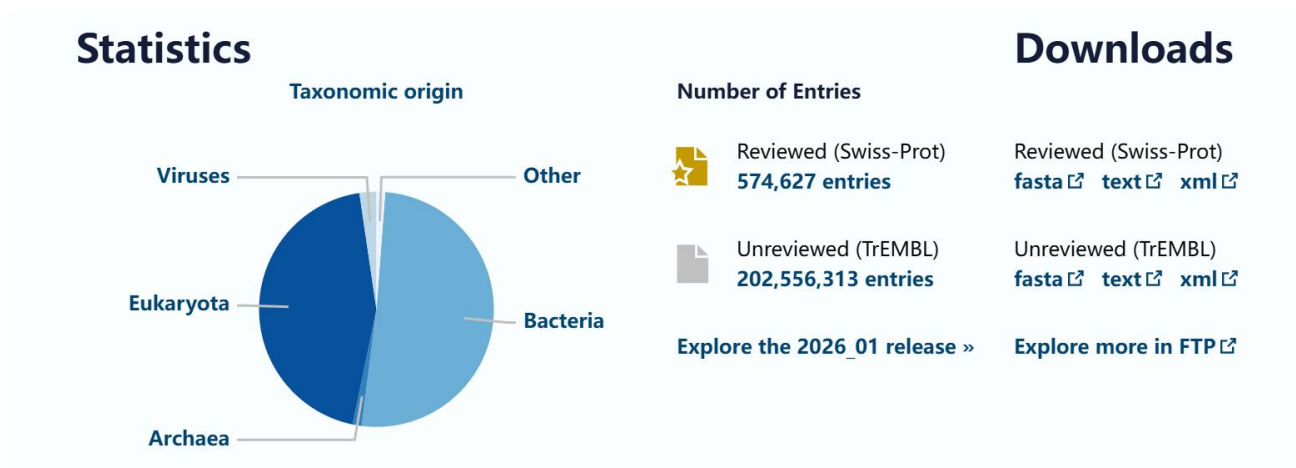 Statistics
Taxonomic origin
Viruses
Other
Eukaryota
Bacteria
Archaea
Number of Entries
Reviewed (Swiss-Prot)
574,627 entries
Unreviewed (TrEMBL)
202,556,313 entries
Explore the 2026_01 release »
Downloads
Reviewed (Swiss-Prot)
fasta text xml
Unreviewed (TrEMBL)
fasta text xml
Explore more in FTP